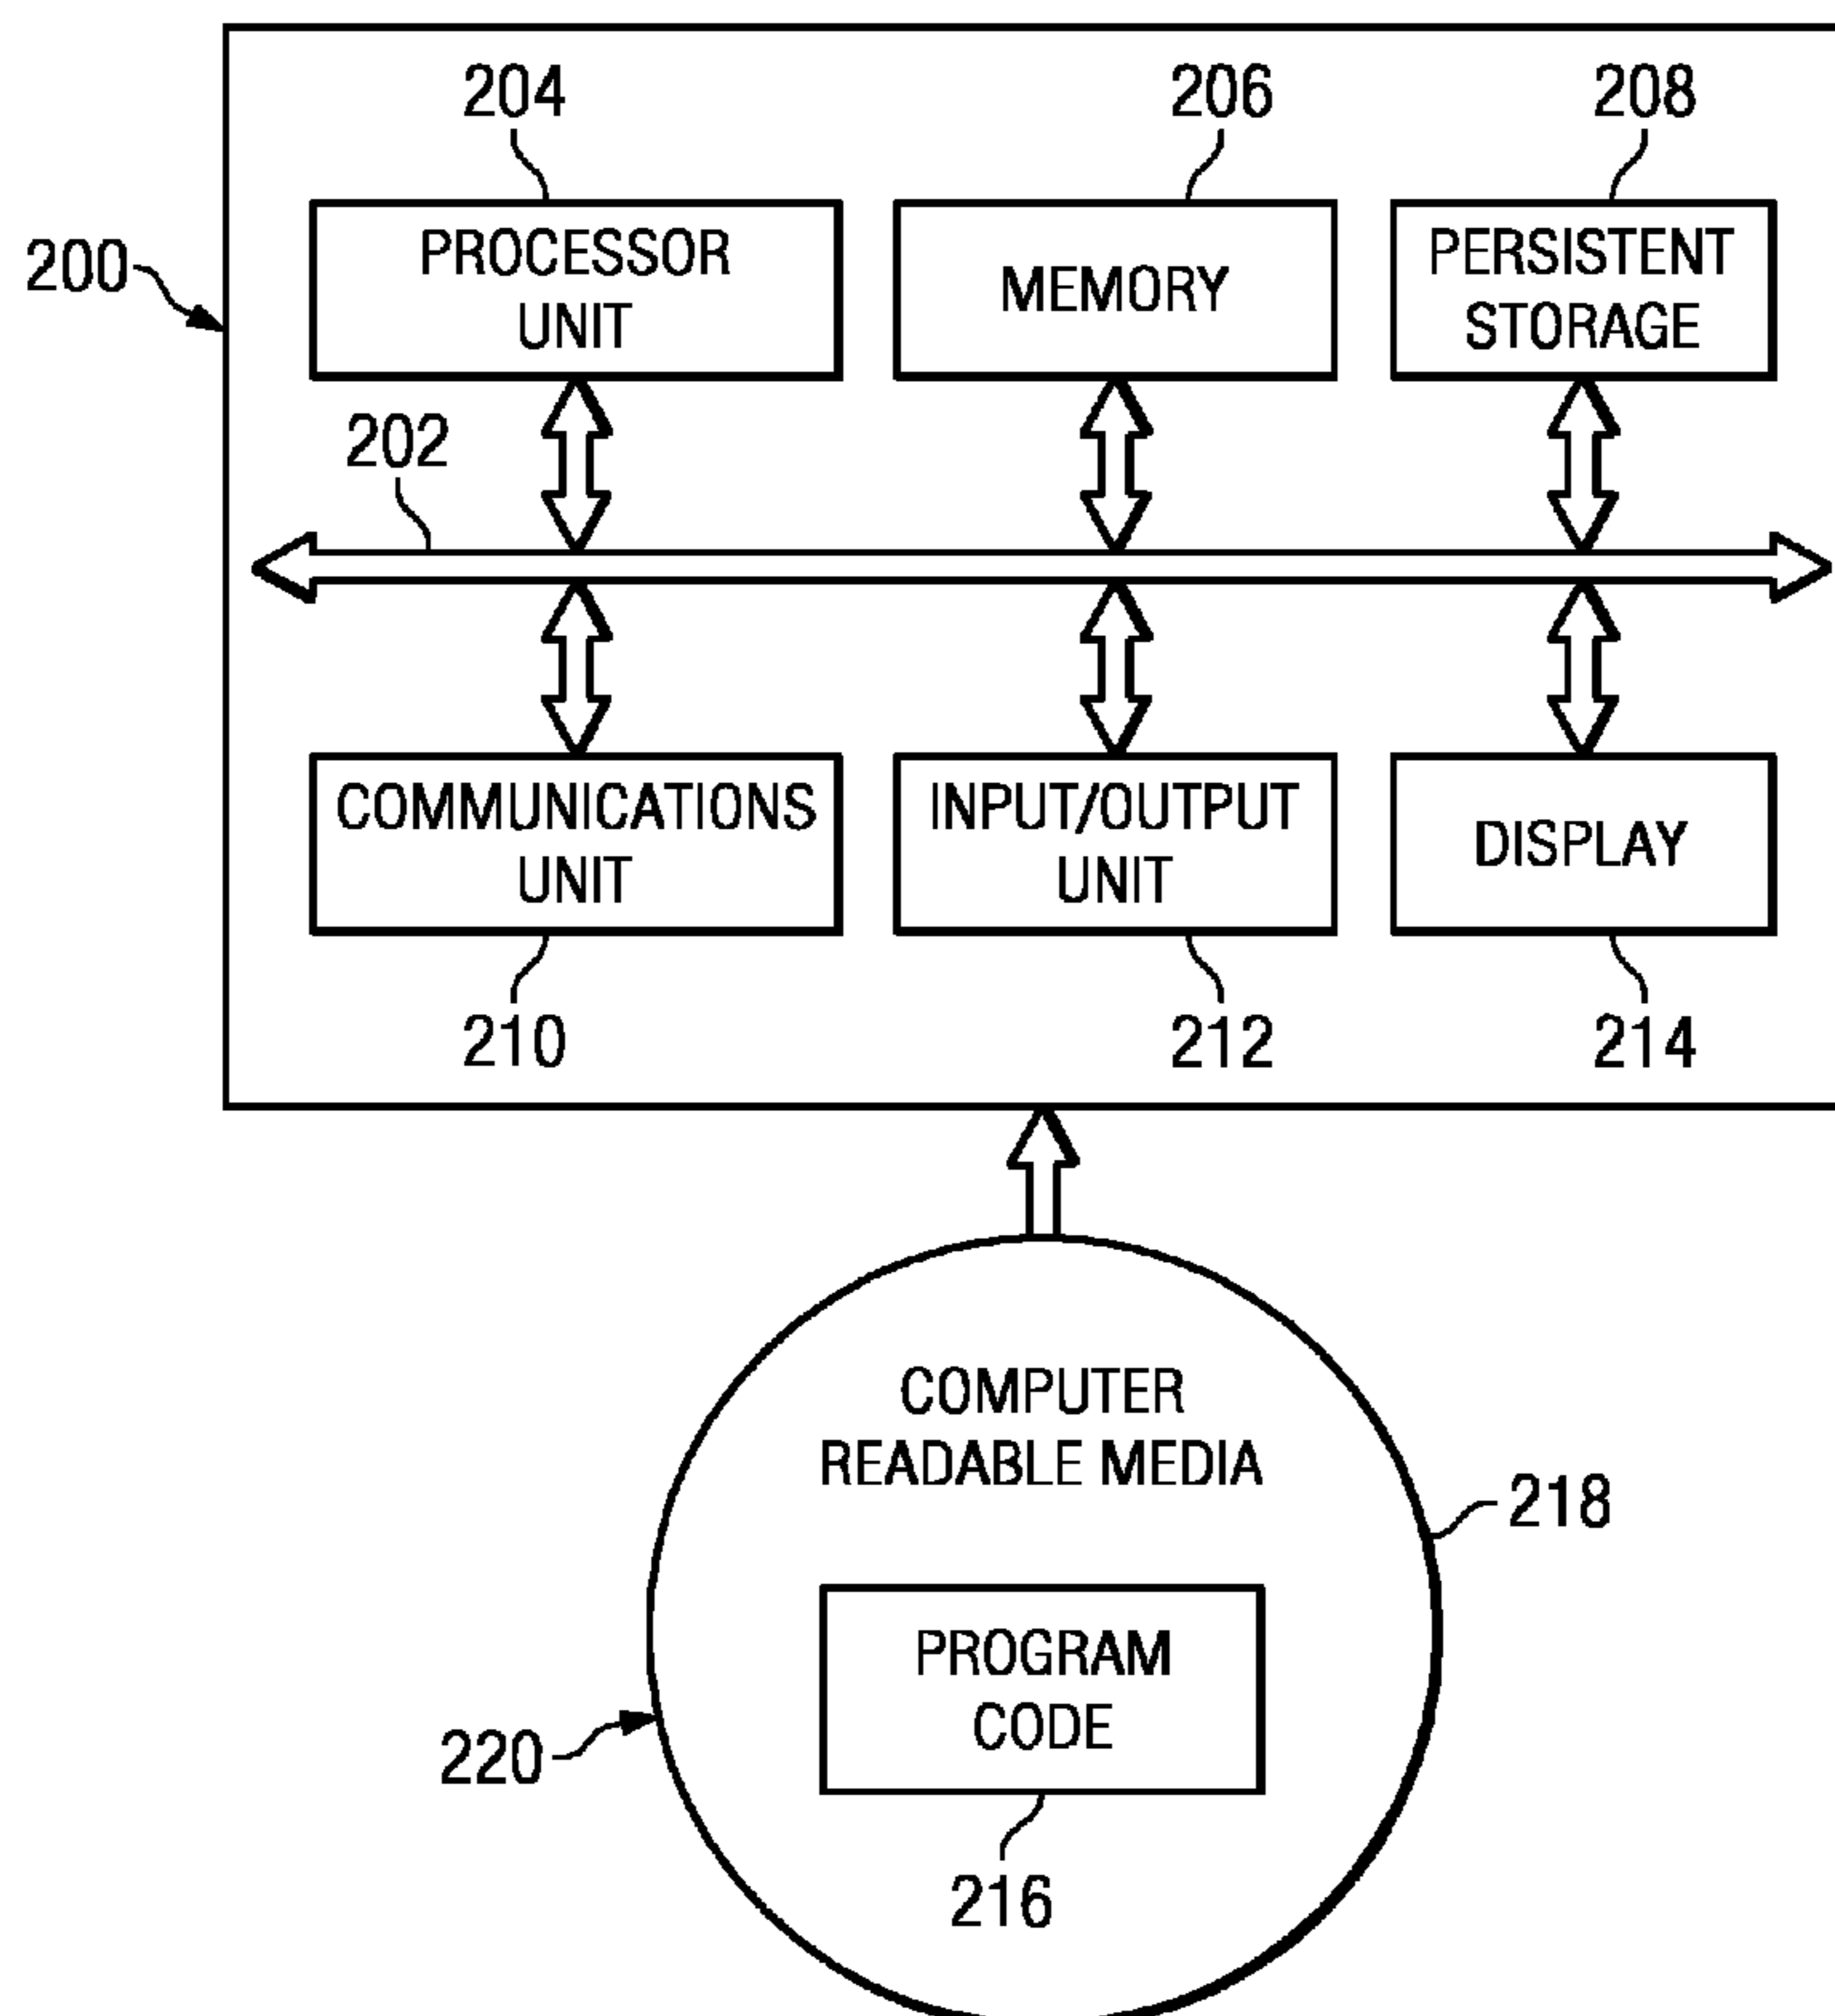 204
206
208
200
PROCESSOR
UNIT
MEMORY
PERSISTENT
STORAGE
202
COMMUNICATIONS
UNIT
INPUT/OUTPUT
UNIT
DISPLAY
210
212
214
COMPUTER
READABLE MEDIA
218
PROGRAM
CODE
220
216